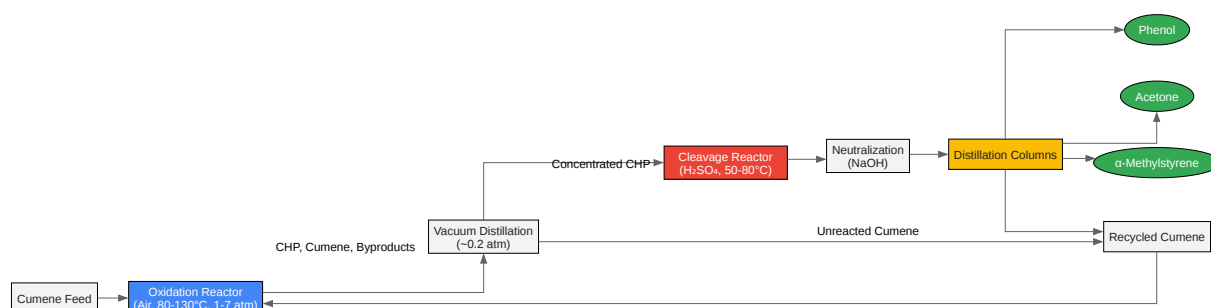 Phenol
Acetone
Concentrated CHP
Cleavage Reactor
(H₂SO₄, 50-80°C)
Neutralization
(NaOH)
Distillation Columns
α-Methylstyrene
CHP, Cumene, Byproducts
Vacuum Distillation
(~0.2 atm)
Unreacted Cumene
Recycled Cumene
Cumene Feed
Oxidation Reactor
(Air, 80-130°C, 1-7 atm)